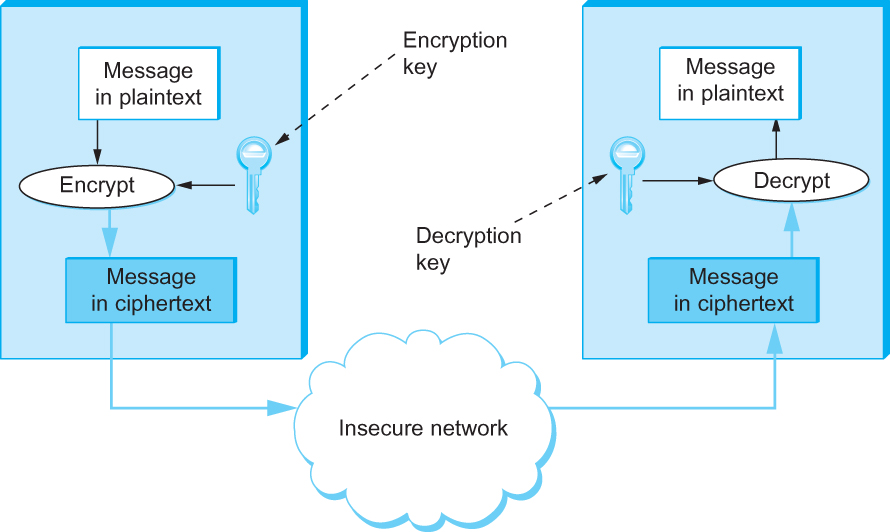 Message
in plaintext
Encrypt
Message
in ciphertext
Encryption
key
Decryption
key
Insecure network
Message
in plaintext
Decrypt
Message
in ciphertext